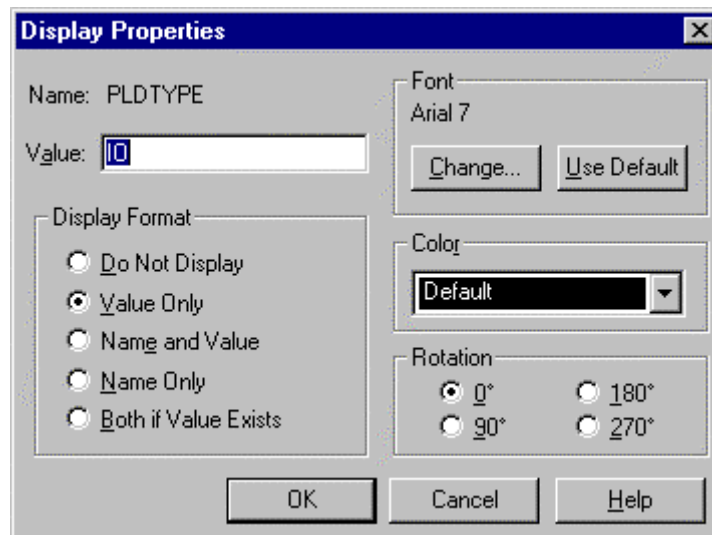 Display Properties
Name: PLDTYPE
Value: IO
Display Format
Do Not Display
Value Only
Name and Value
Name Only
Both if Value Exists
Font
Arial 7
Change... Use Default
Color
Default
Rotation
0° 180°
90° 270°
OK Cancel Help